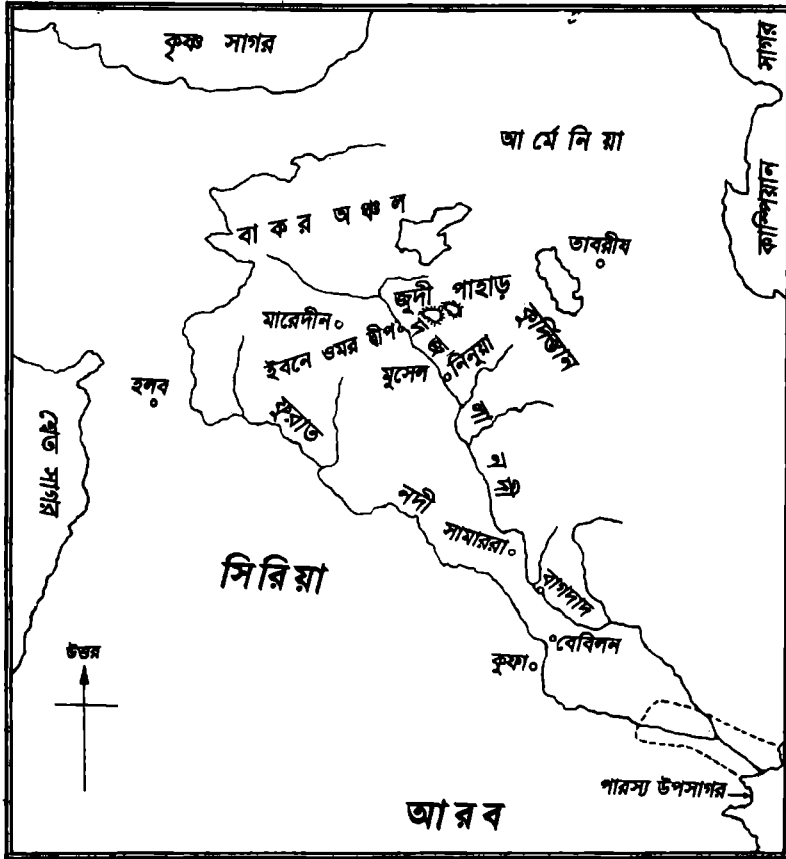 কৃষ্ণ সাগর
কাস্পিয়ান সাগর
আর্মেনিয়া
বাকর অঞ্চল
তাবরীয
জুদী পাহাড়
কুর্দিস্তান
মারেদীন
ইবনে ওমর দ্বীপ
নিনুয়া
মুসেল
হলব
ফুরাত
নদী
শ্বেত সাগর
নদী
সামাররা
সিরিয়া
বাগদাদ
বেবিলন
কুফা
উত্তর
পারস্য উপসাগর
আরব